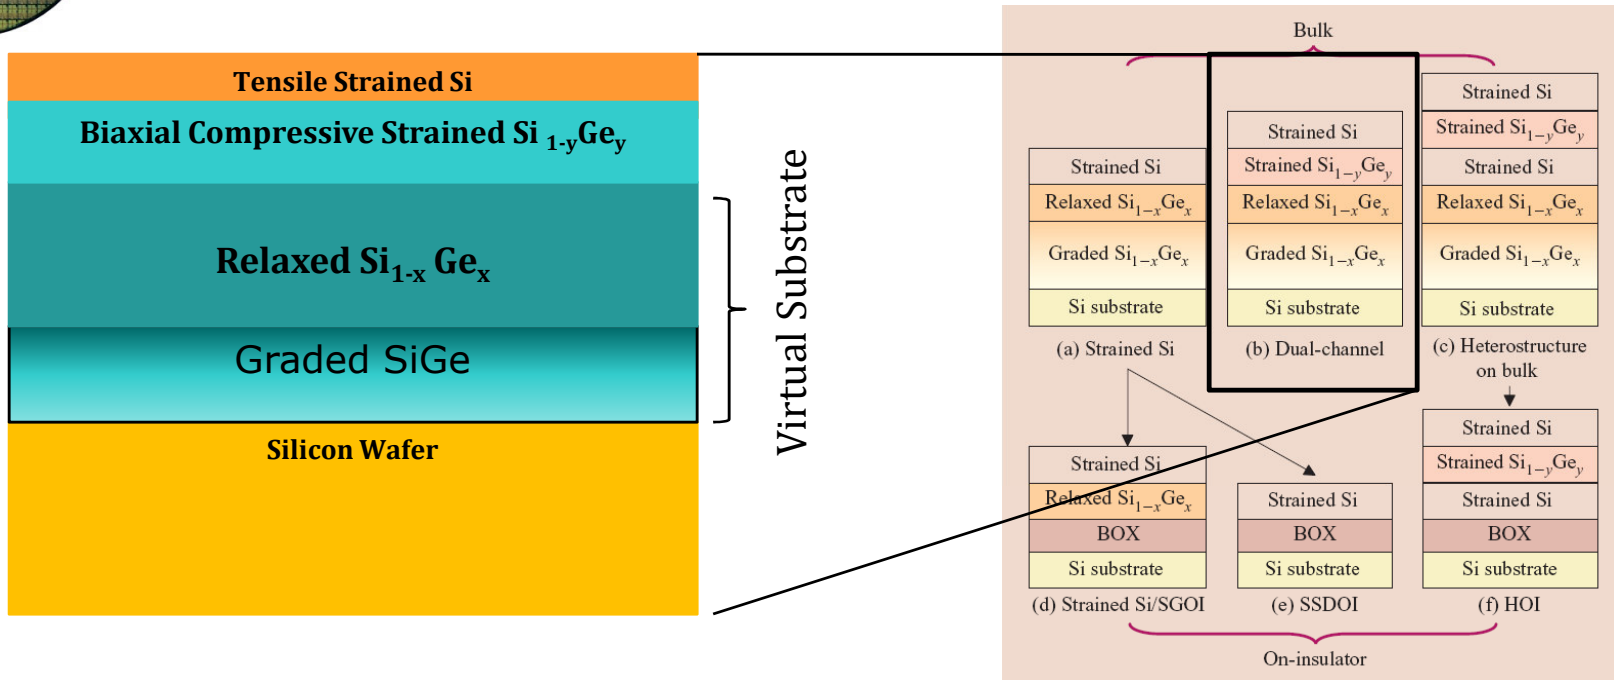 Tensile Strained Si
Biaxial Compressive Strained Si 1-yGey
Relaxed Si1-x Gex
Graded SiGe
Silicon Wafer
Virtual Substrate
Bulk
Strained Si
Relaxed Si1−xGex
Graded Si1−xGex
Si substrate
(a) Strained Si
Strained Si
Strained Si1−yGey
Relaxed Si1−xGex
Graded Si1−xGex
Si substrate
(b) Dual-channel
Strained Si
Strained Si1−yGey
Strained Si
Relaxed Si1−xGex
Graded Si1−xGex
Si substrate
(c) Heterostructure
on bulk
Strained Si
Relaxed Si1−xGex
BOX
Si substrate
(d) Strained Si/SGOI
Strained Si
BOX
Si substrate
(e) SSDOI
Strained Si
Strained Si1−yGey
Strained Si
BOX
Si substrate
(f) HOI
On-insulator